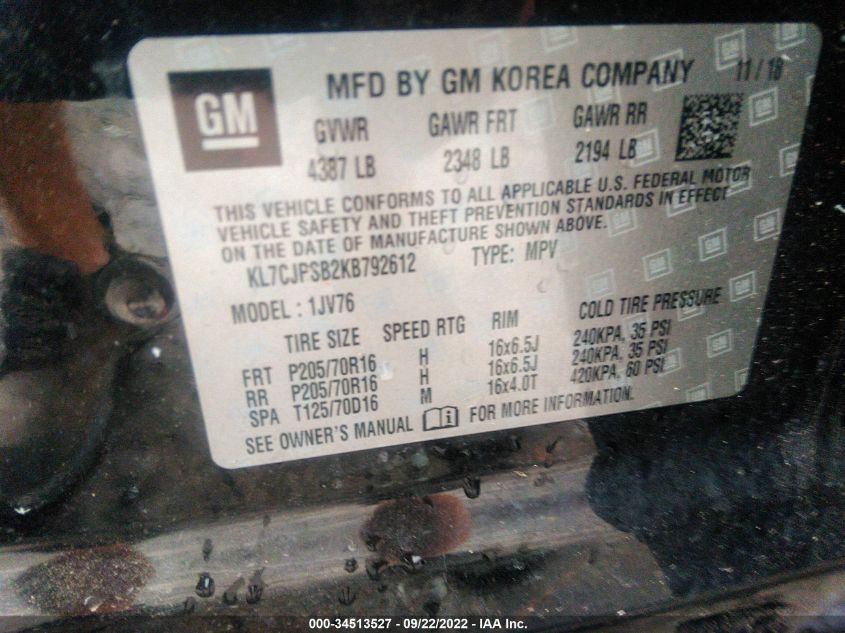 GM
MFD BY GM KOREA COMPANY 11/18
GVWR GAWR FRT GAWR RR
4387 LB 2348 LB 2194 LB
THIS VEHICLE CONFORMS TO ALL APPLICABLE U.S. FEDERAL MOTOR
VEHICLE SAFETY AND THEFT PREVENTION STANDARDS IN EFFECT
ON THE DATE OF MANUFACTURE SHOWN ABOVE.
KL7CJPSB2KB792612 TYPE: MPV
MODEL : 1JV76
TIRE SIZE SPEED RTG RIM COLD TIRE PRESSURE
FRT P205/70R16 H 16x6.5J 240KPA, 35 PSI
RR P205/70R16 H 16x6.5J 240KPA, 35 PSI
SPA T125/70D16 M 16x4.0T 420KPA, 60 PSI
SEE OWNER'S MANUAL FOR MORE INFORMATION.
000-34513527 - 09/22/2022 - IAA Inc.